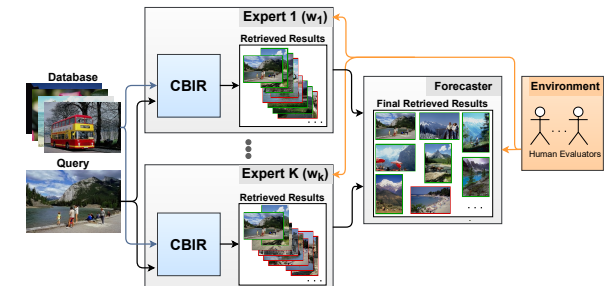 Expert 1 (w1)
Retrieved Results
Database
CBIR
. . .
Forecaster
Environment
Final Retrieved Results
. . .
Human Evaluators
Query
Expert K (wk)
Retrieved Results
CBIR
. . .
. . .